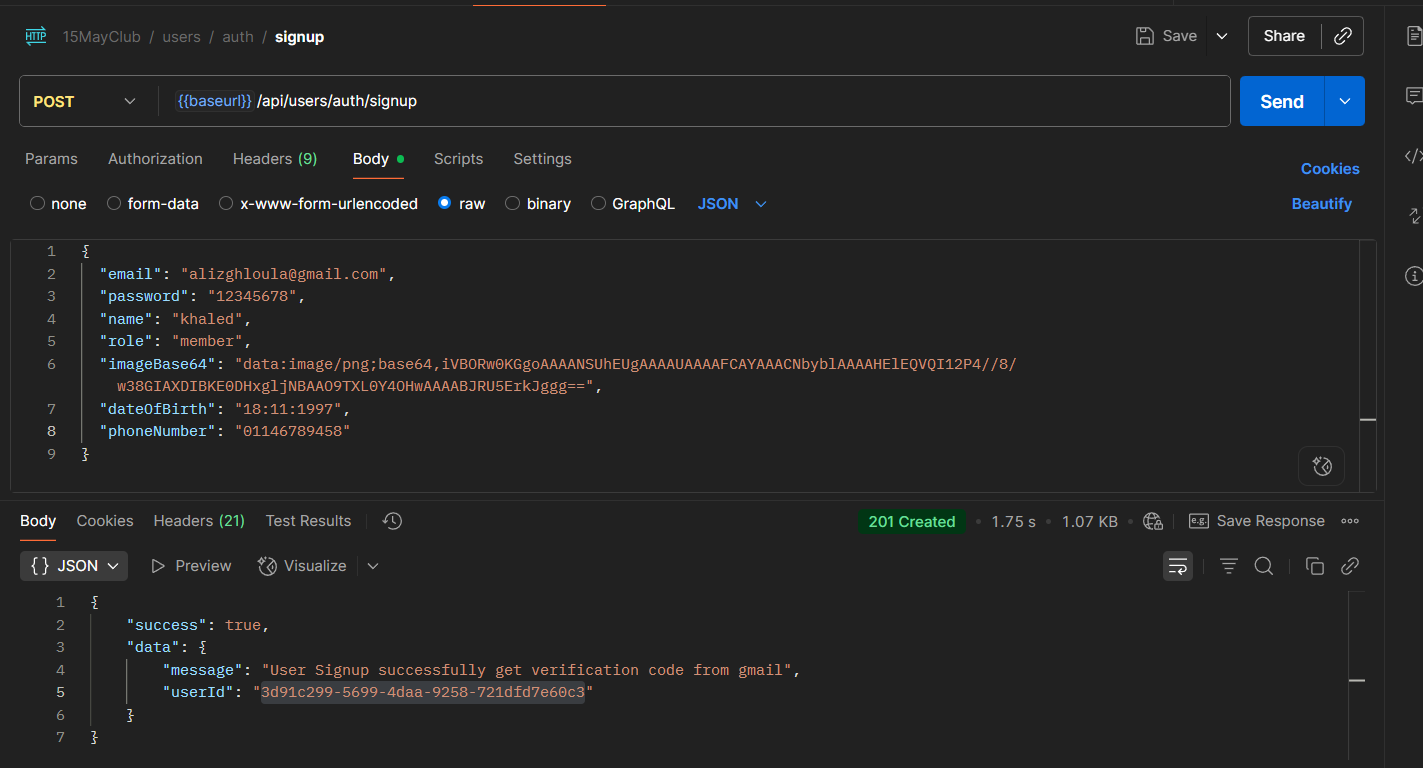 HTTP 15MayClub / users / auth / signup Save Share
POST {{baseurl}} /api/users/auth/signup Send
Params Authorization Headers (9) Body Scripts Settings Cookies
none form-data x-www-form-urlencoded raw binary GraphQL JSON Beautify
1 {
2 "email": "alizghloula@gmail.com",
3 "password": "12345678",
4 "name": "khaled",
5 "role": "member",
6 "imageBase64": "data:image/png;base64,iVBORw0KGgoAAAANSUhEUgAAAAUAAAAFCAYAAACNbyblAAAAHElEQVQI12P4//8/
w38GIAXDIBKE0DHxgljNBAAO9TXL0Y4OHwAAAABJRU5ErkJggg==",
7 "dateOfBirth": "18:11:1997",
8 "phoneNumber": "01146789458"
9 }
Body Cookies Headers (21) Test Results 201 Created • 1.75 s • 1.07 KB • e.g. Save Response
{} JSON Preview Visualize
1 {
2 "success": true,
3 "data": {
4 "message": "User Signup successfully get verification code from gmail",
5 "userId": "3d91c299-5699-4daa-9258-721dfd7e60c3"
6 }
7 }